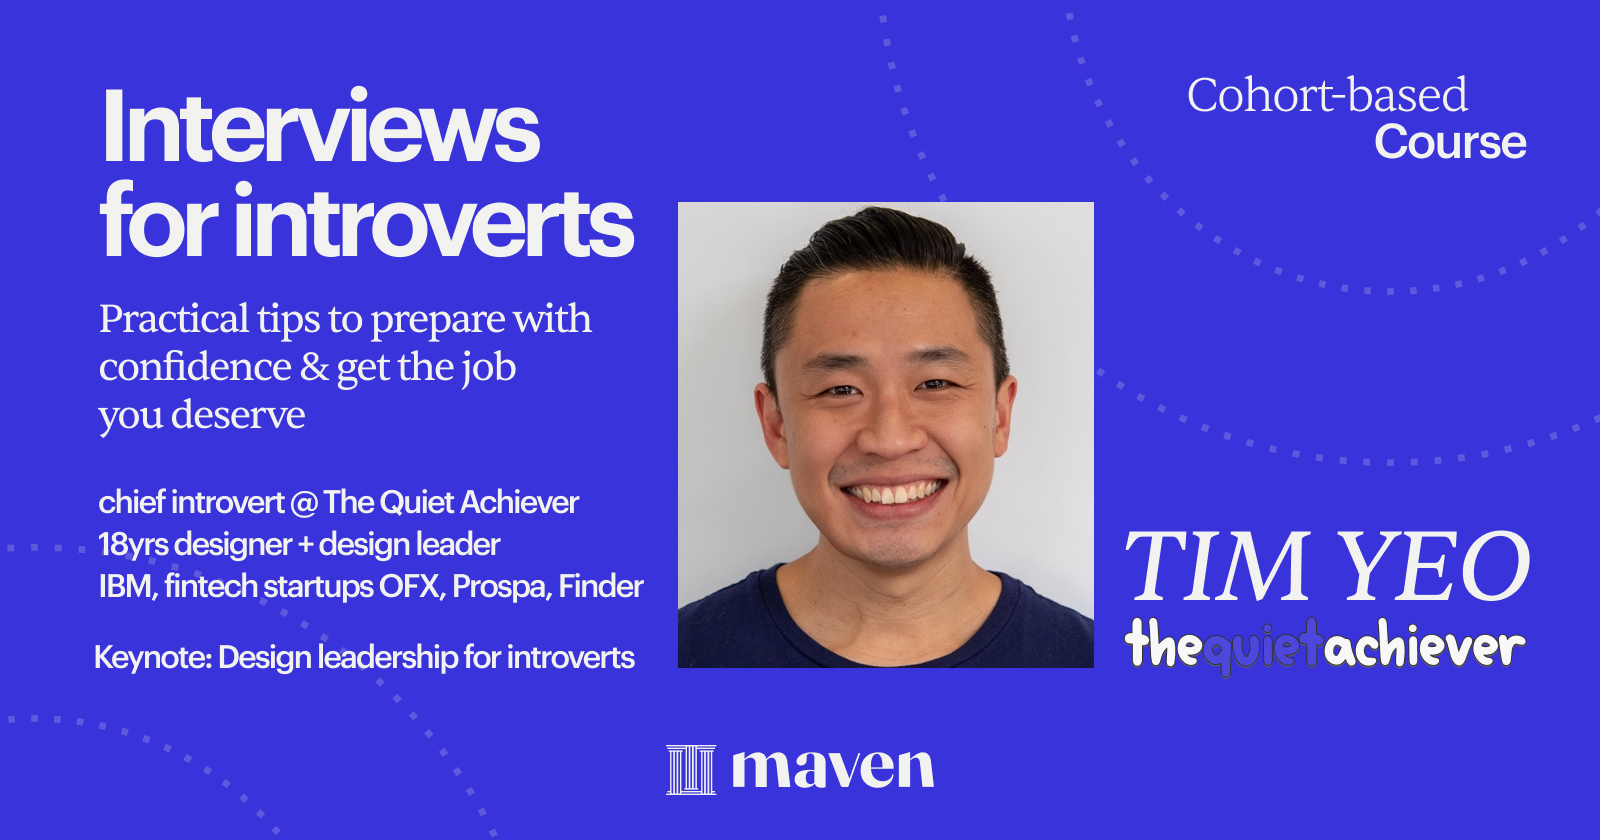 Interviews
for introverts
Practical tips to prepare with
confidence & get the job
you deserve
chief introvert @ The Quiet Achiever
18yrs designer + design leader
IBM, fintech startups OFX, Prospa, Finder
Keynote: Design leadership for introverts
Cohort-based
Course
TIM YEO
thequietachiever
maven